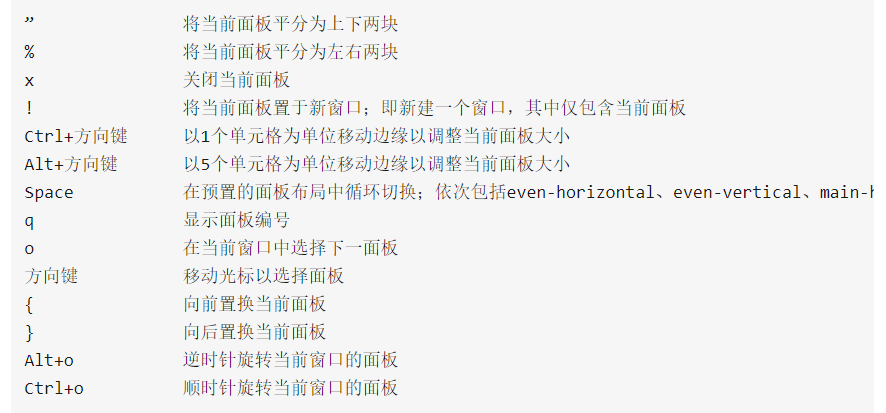 ” 将当前面板平分为上下两块
% 将当前面板平分为左右两块
x 关闭当前面板
! 将当前面板置于新窗口；即新建一个窗口，其中仅包含当前面板
Ctrl+方向键 以1个单元格为单位移动边缘以调整当前面板大小
Alt+方向键 以5个单元格为单位移动边缘以调整当前面板大小
Space 在预置的面板布局中循环切换；依次包括even-horizontal、even-vertical、main-h
q 显示面板编号
o 在当前窗口中选择下一面板
方向键 移动光标以选择面板
{ 向前置换当前面板
} 向后置换当前面板
Alt+o 逆时针旋转当前窗口的面板
Ctrl+o 顺时针旋转当前窗口的面板